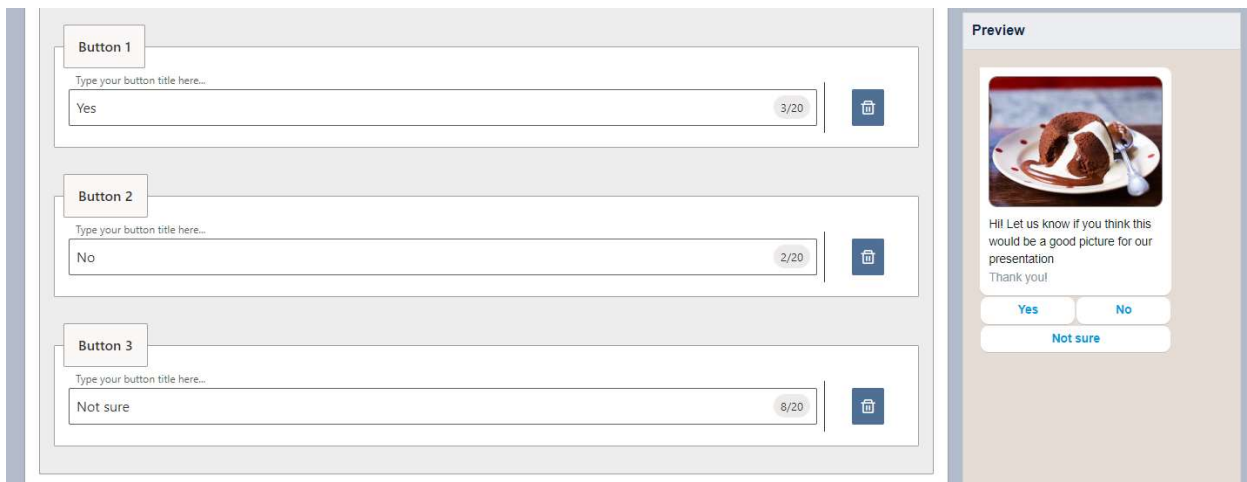 Button 1
Type your button title here...
Yes
3/20
Button 2
Type your button title here...
No
2/20
Button 3
Type your button title here...
Not sure
8/20
Preview
Hi! Let us know if you think this
would be a good picture for our
presentation
Thank you!
Yes No
Not sure